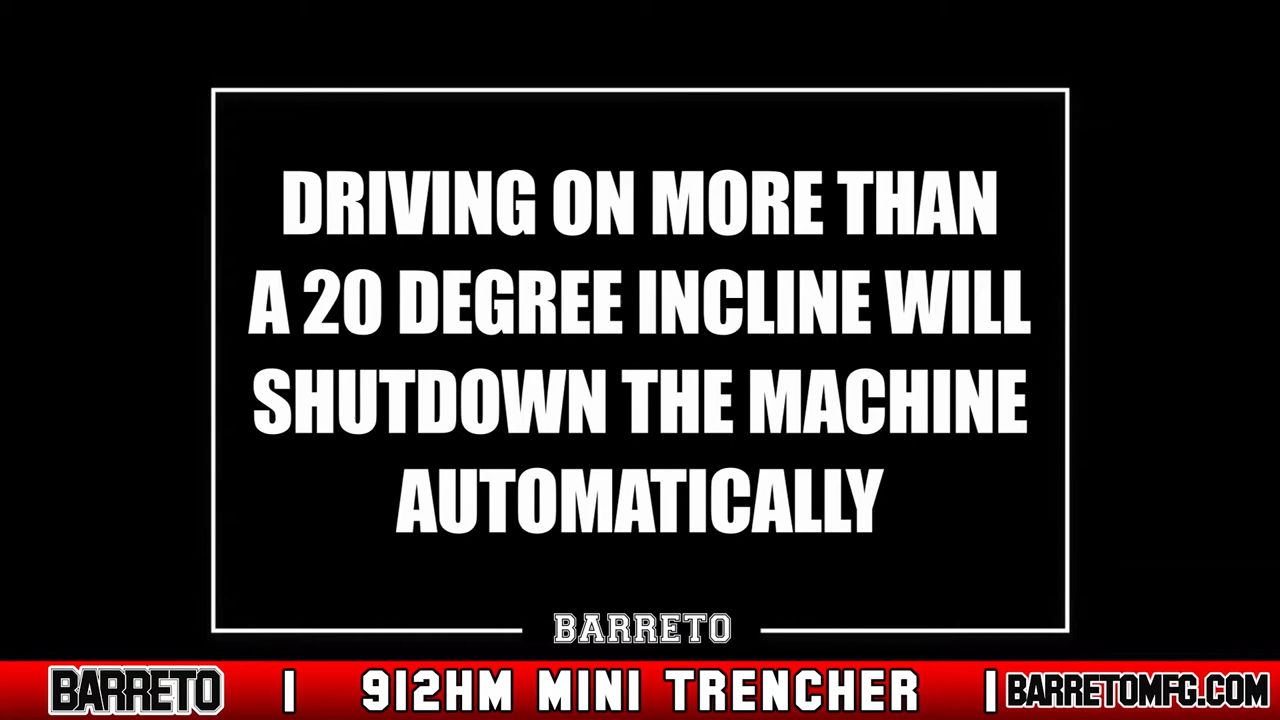 DRIVING ON MORE THAN
A 20 DEGREE INCLINE WILL
SHUTDOWN THE MACHINE
AUTOMATICALLY
BARRETO
BARRETO | 912HM MINI TRENCHER | BARRETOMFG.COM